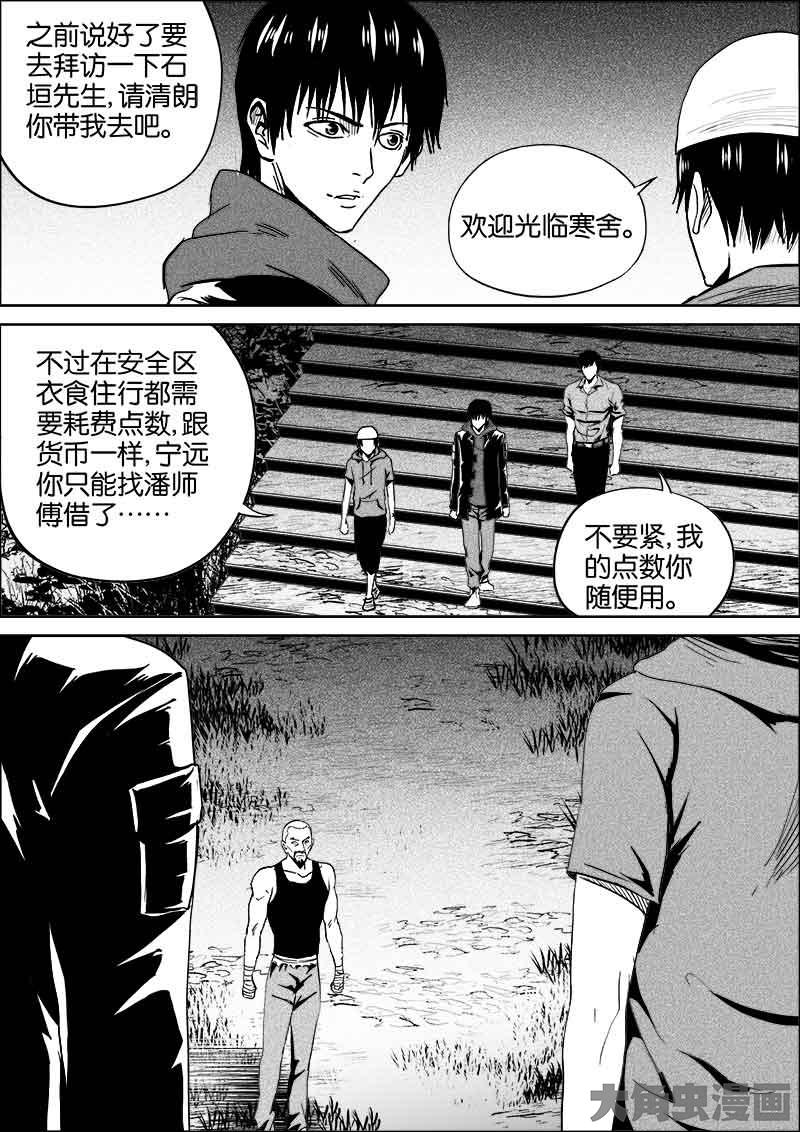 之前说好了要
去拜访一下石
垣先生,请清朗
你带我去吧。
欢迎光临寒舍。
不过在安全区
衣食住行都需
要耗费点数,跟
货币一样,宁远
你只能找潘师
傅借了……
不要紧,我
的点数你
随便用。
大角虫漫画